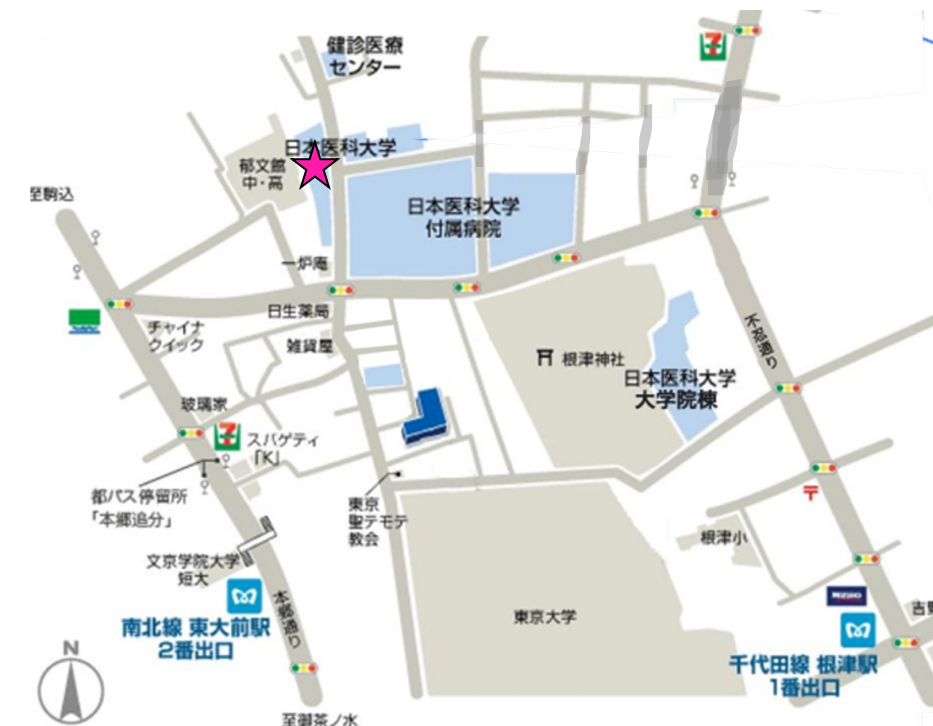 健診医療
センター
7
日本医科大学
郁文館
中・高
至駒込
日本医科大学
付属病院
一炉庵
日生薬局
チャイナ
クイック
雑貨屋
根津神社
不忍通り
日本医科大学
大学院棟
玻璃家
7
スパゲティ
「K」
都バス停留所
「本郷追分」
東京
聖テモテ
教会
〒
根津小
文京学院大学
短大
本郷通り
東京大学
MIZUHO
南北線 東大前駅
2番出口
千代田線 根津駅
1番出口
N
至御茶ノ水